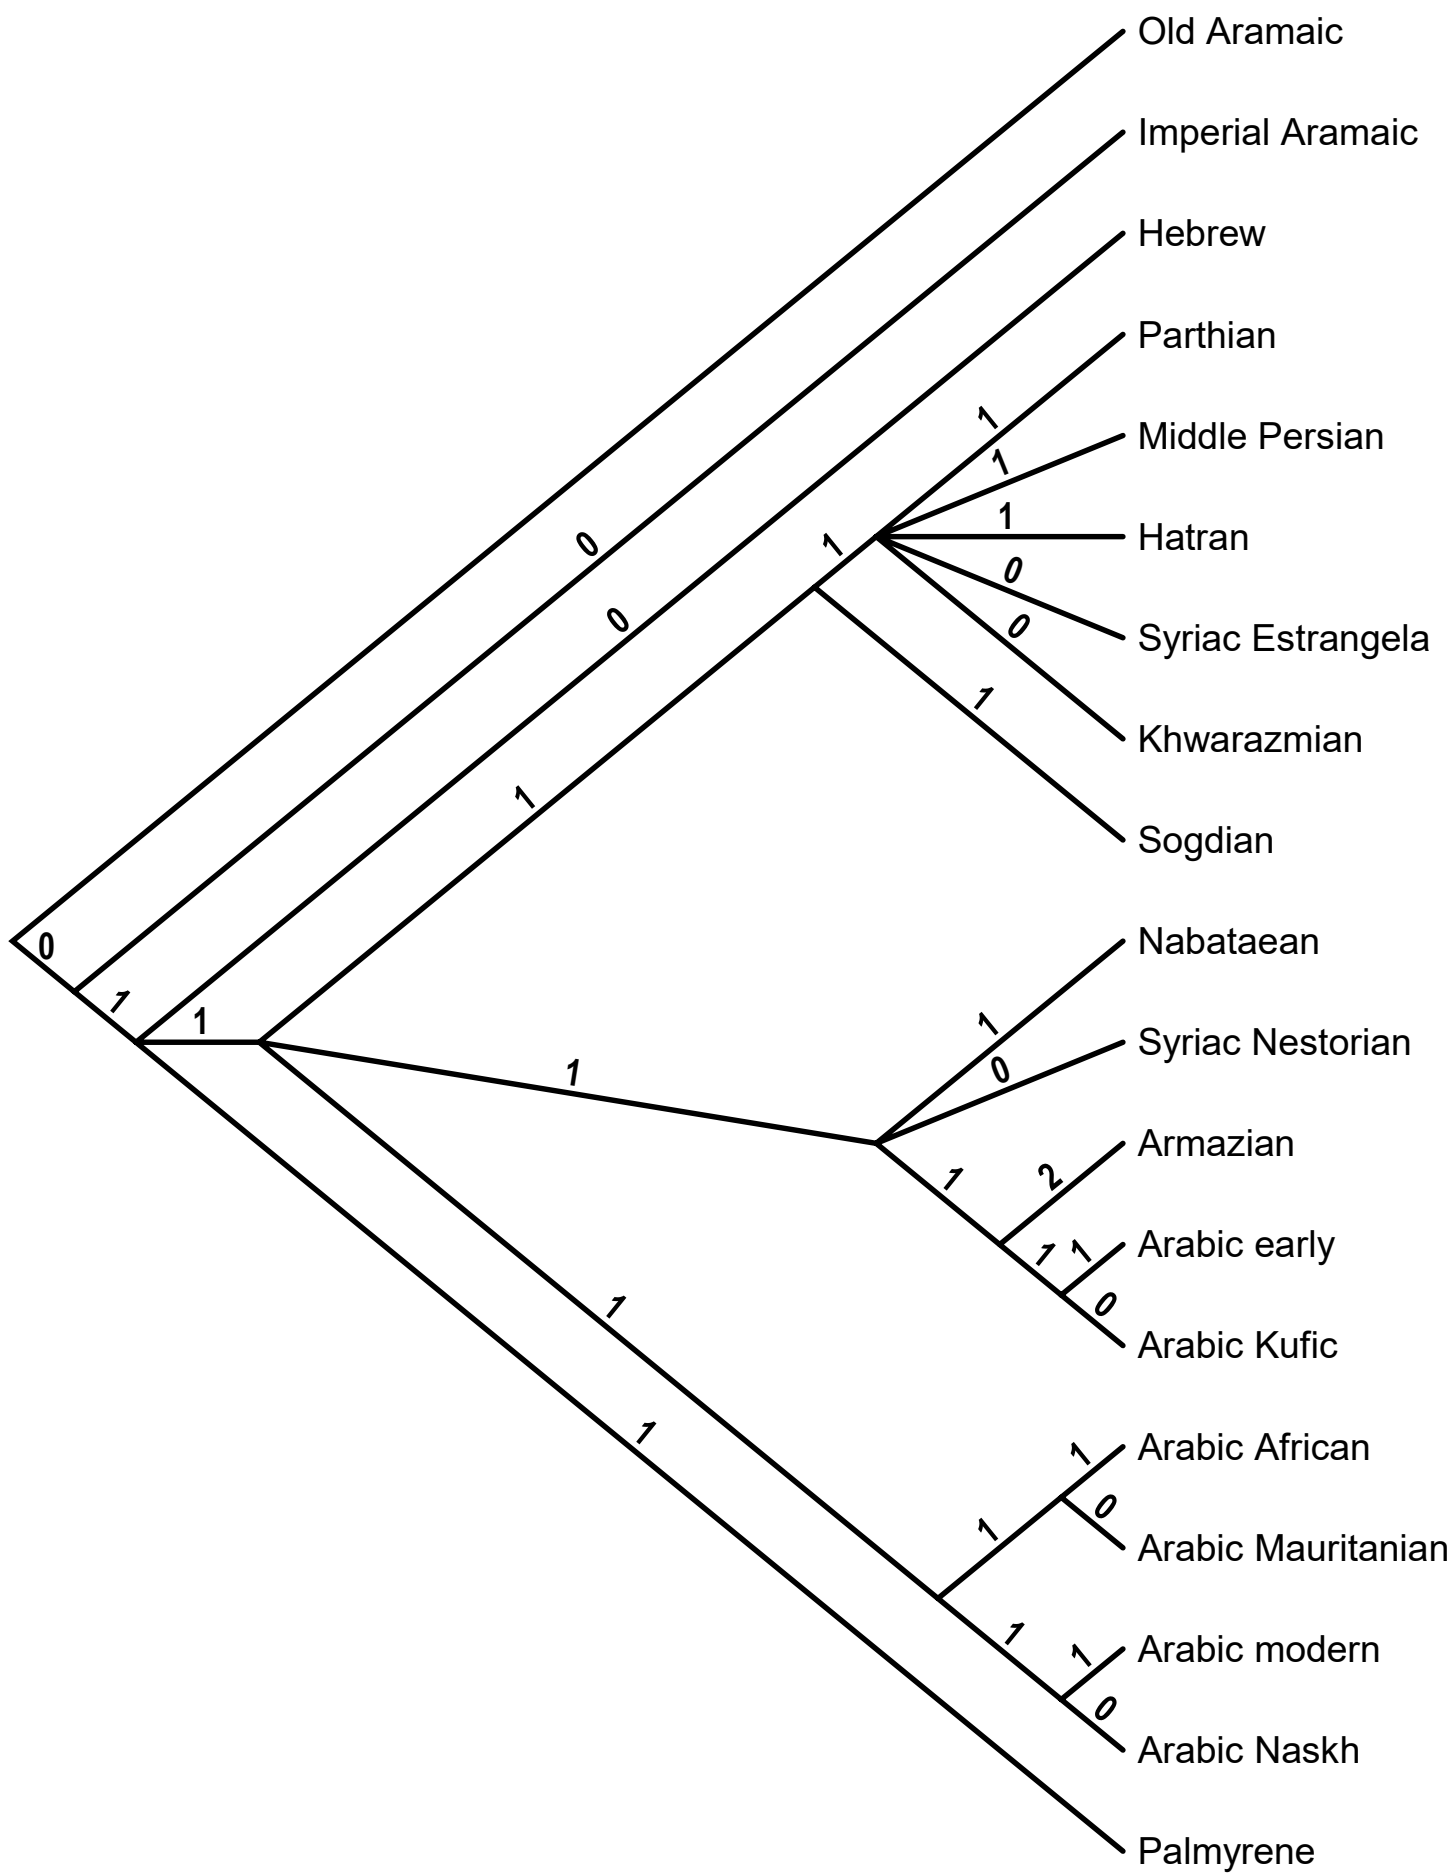 Old Aramaic
Imperial Aramaic
Hebrew
Parthian
1
Middle Persian
1
1
Hatran
0
1
0
Syriac Estrangela
0
0
1
Khwarazmian
1
Sogdian
Nabataean
0
1
1
1
Syriac Nestorian
1
0
Armazian
1
2
Arabic early
1
1
0
1
Arabic Kufic
1
Arabic African
1
0
1
Arabic Mauritanian
1
Arabic modern
1
0
Arabic Naskh
Palmyrene